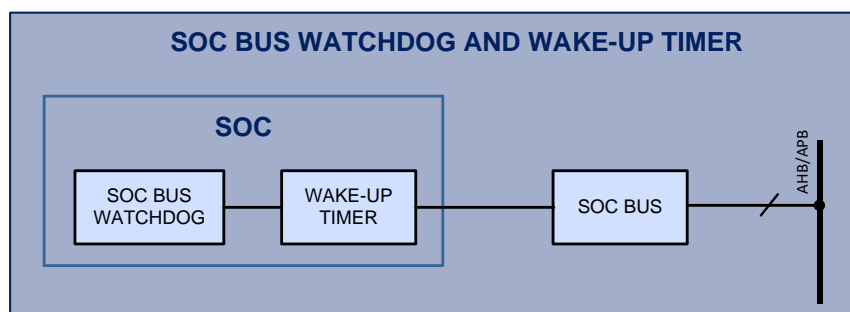 SOC BUS WATCHDOG AND WAKE-UP TIMER
SOC
SOC BUS
WATCHDOG
WAKE-UP
TIMER
SOC BUS
AHB/APB